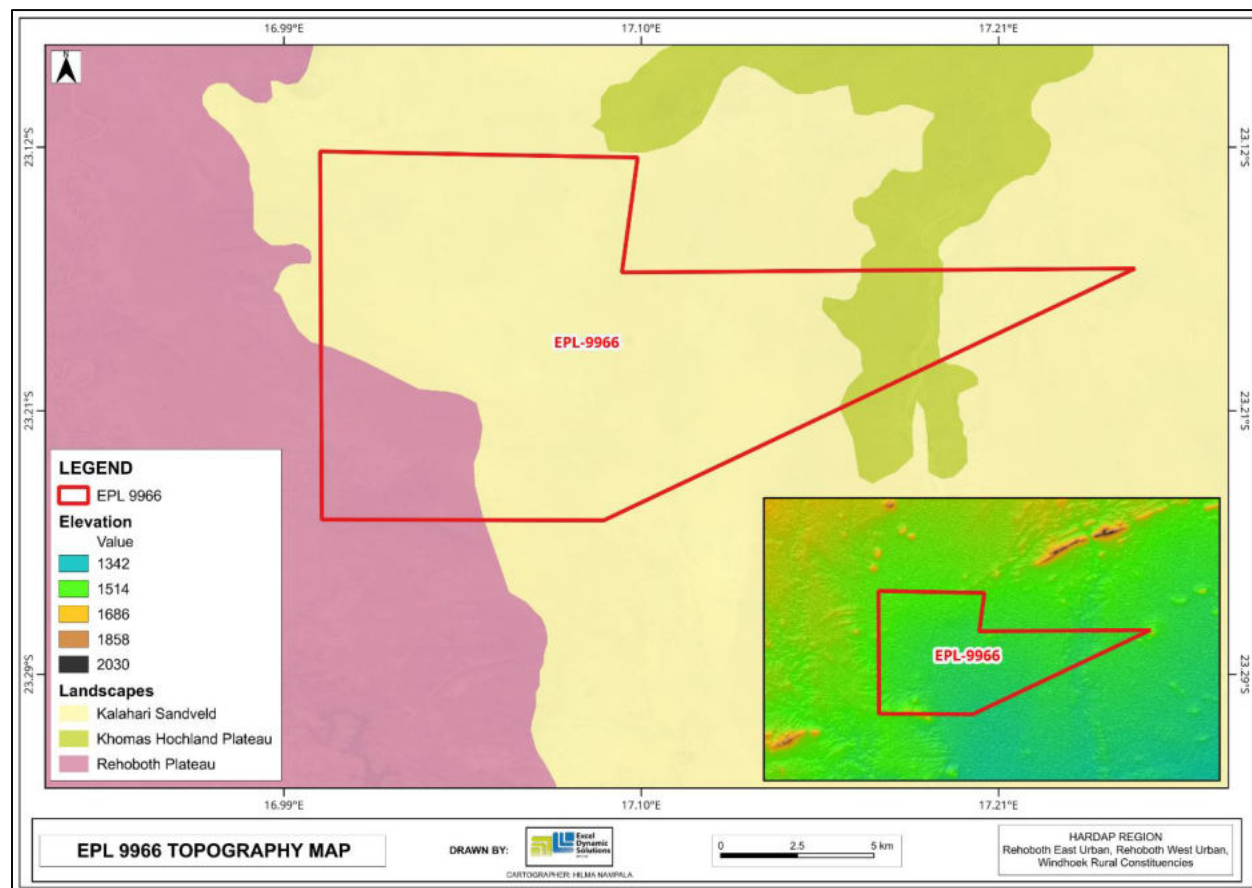 16.99°E 17.10°E 17.21°E
N
23.12°S 23.12°S
EPL-9966
23.21°S 23.21°S
LEGEND
EPL 9966
Elevation
Value
1342
1514
1686
1858
2030
Landscapes
Kalahari Sandveld
Khomas Hochland Plateau
Rehoboth Plateau
EPL-9966
23.29°S 23.29°S
16.99°E 17.10°E 17.21°E
EPL 9966 TOPOGRAPHY MAP
DRAWN BY:
Excel
Dynamic
Solutions
CARTOGRAPHER: HILMA NAMPALA
0 2.5 5 km
HARDAP REGION
Rehoboth East Urban, Rehoboth West Urban,
Windhoek Rural Constituencies